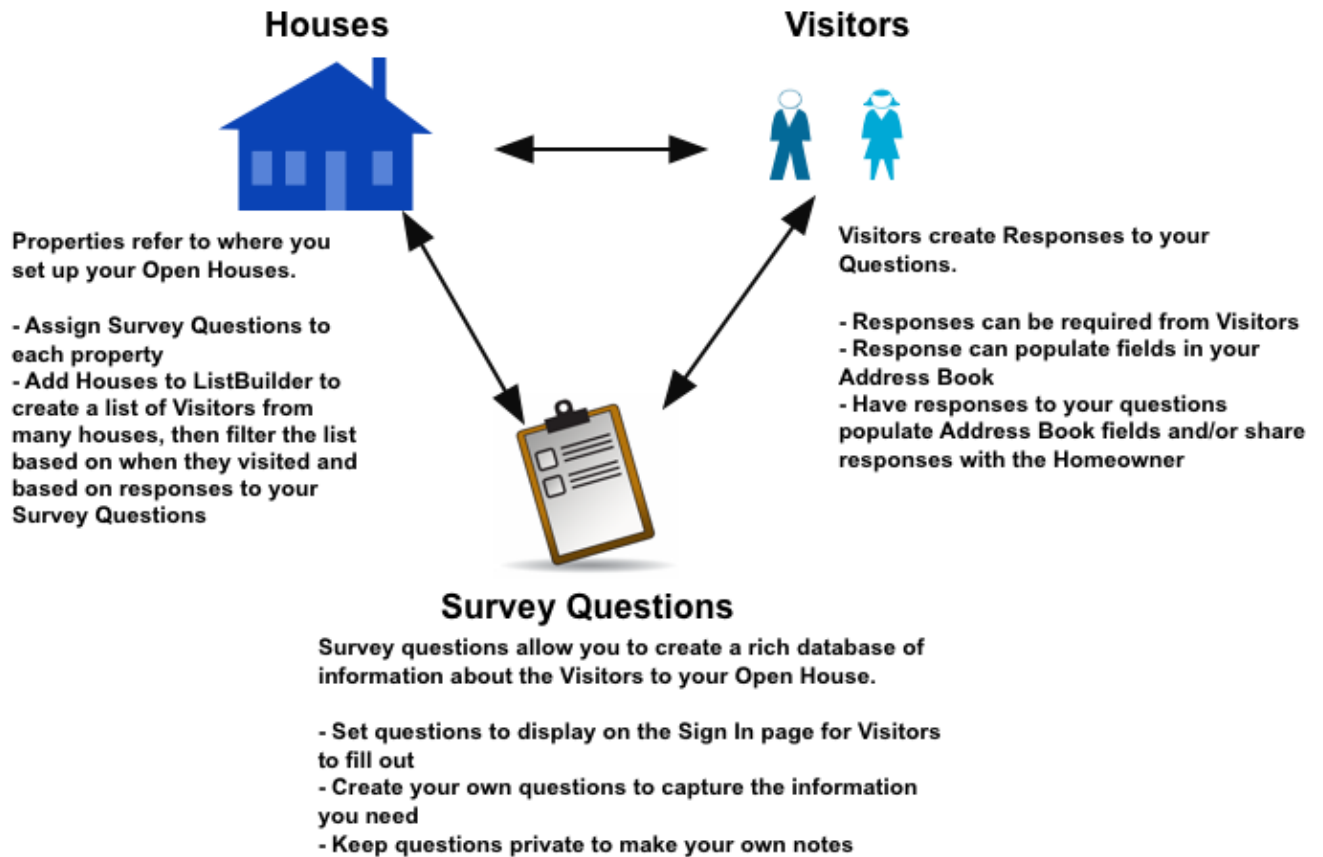 Houses
Visitors
Properties refer to where you
set up your Open Houses.
- Assign Survey Questions to
each property
- Add Houses to ListBuilder to
create a list of Visitors from
many houses, then filter the list
based on when they visited and
based on responses to your
Survey Questions
Visitors create Responses to your
Questions.
- Responses can be required from Visitors
- Response can populate fields in your
Address Book
- Have responses to your questions
populate Address Book fields and/or share
responses with the Homeowner
Survey Questions
Survey questions allow you to create a rich database of
information about the Visitors to your Open House.
- Set questions to display on the Sign In page for Visitors
to fill out
- Create your own questions to capture the information
you need
- Keep questions private to make your own notes